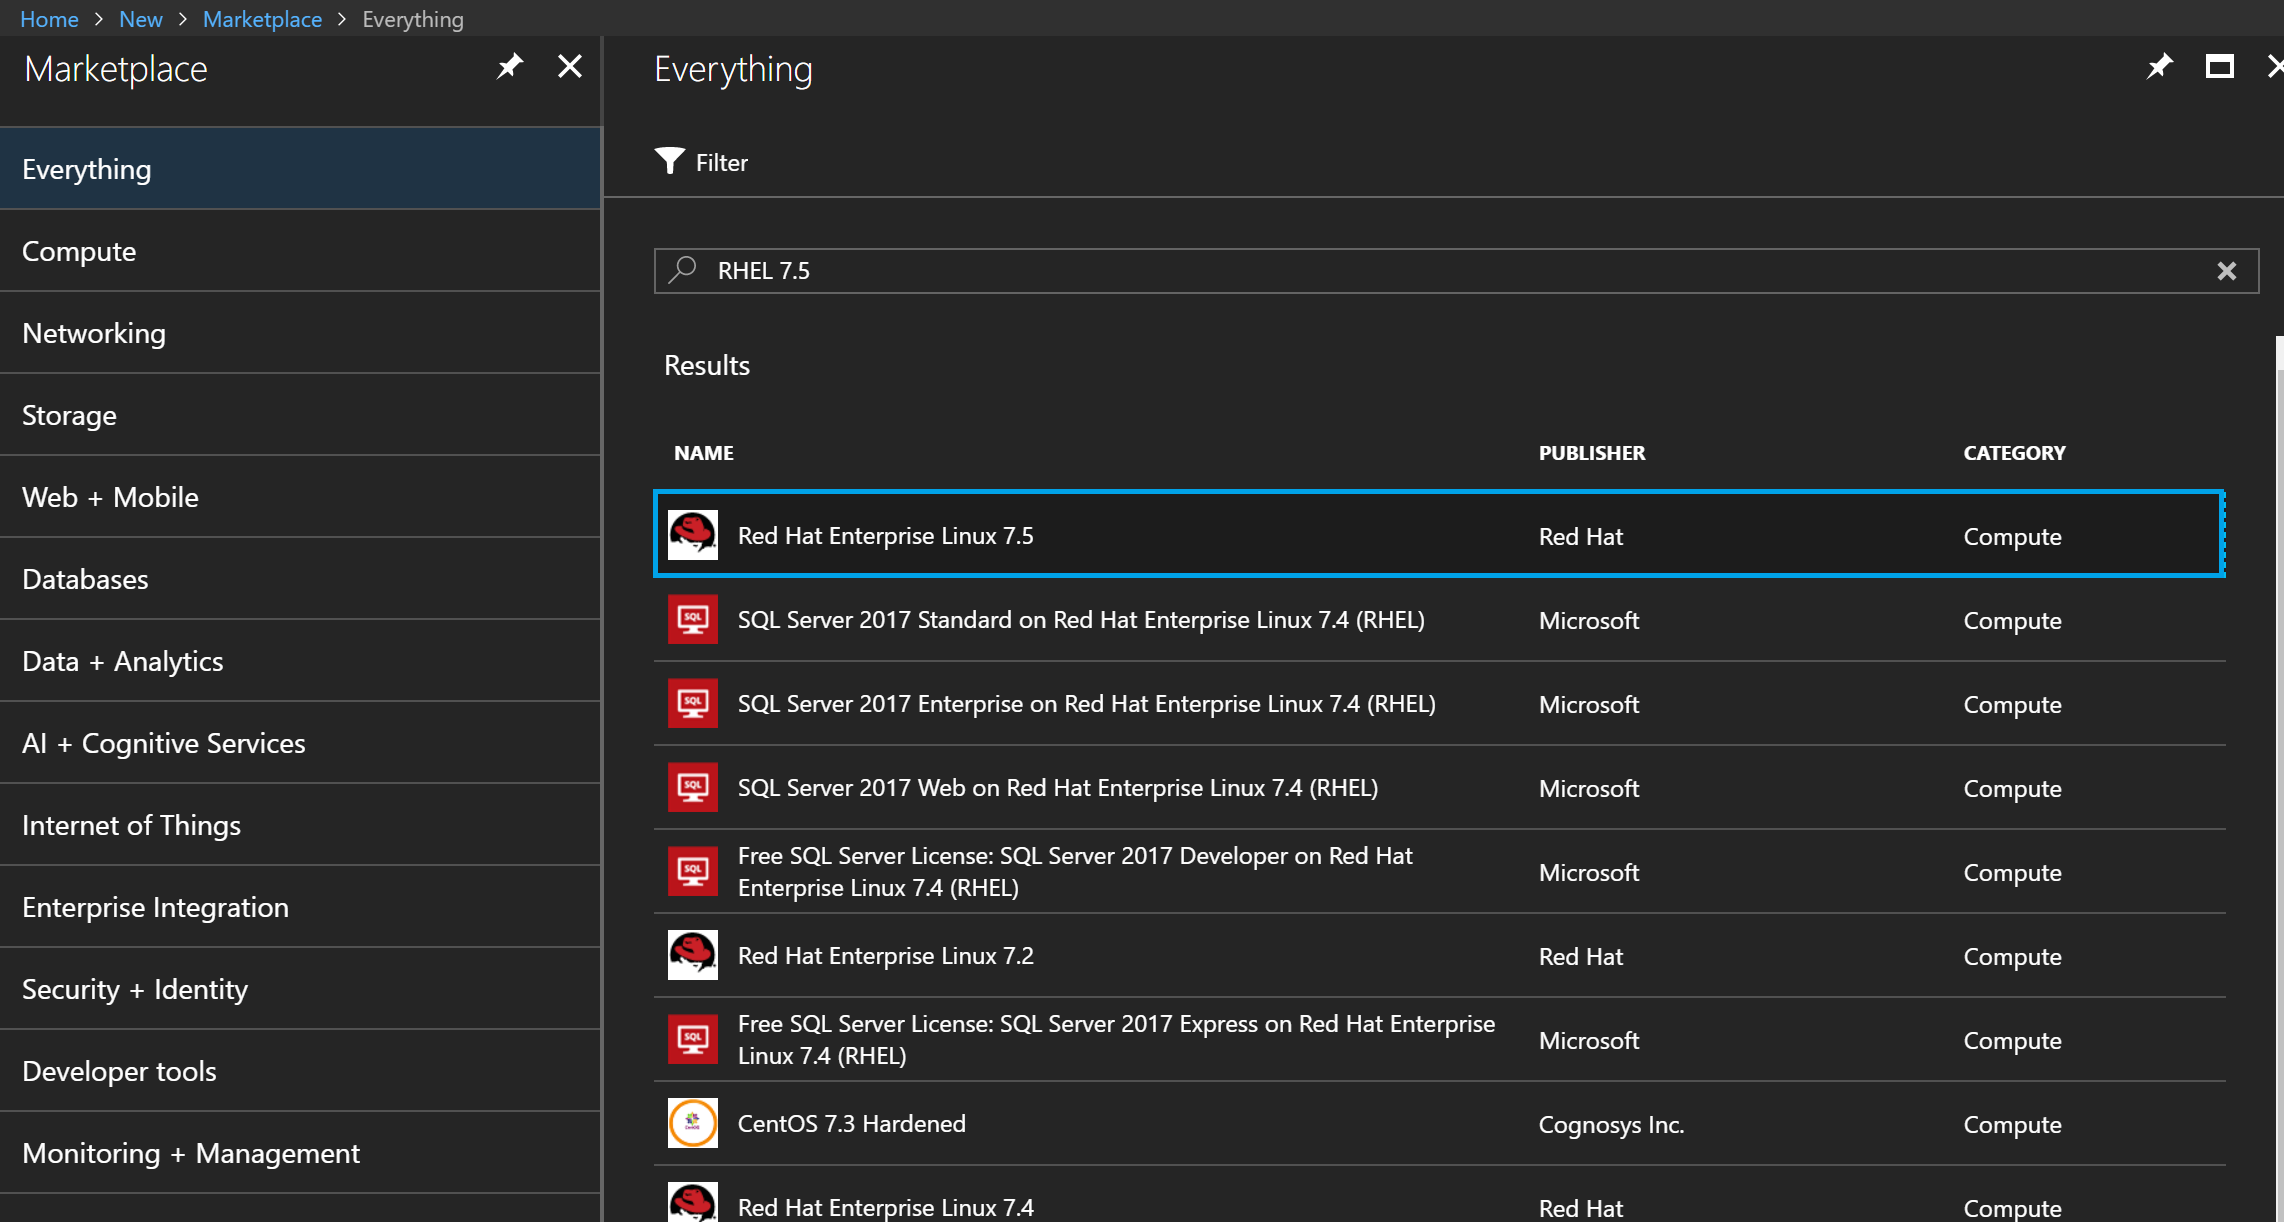 Home > New > Marketplace > Everything
Marketplace
Everything
Compute
Networking
Storage
Web + Mobile
Databases
Data + Analytics
AI + Cognitive Services
Internet of Things
Enterprise Integration
Security + Identity
Developer tools
Monitoring + Management
Everything
Filter
RHEL 7.5
Results
NAME PUBLISHER CATEGORY
Red Hat Enterprise Linux 7.5 Red Hat Compute
SQL SQL Server 2017 Standard on Red Hat Enterprise Linux 7.4 (RHEL) Microsoft Compute
SQL SQL Server 2017 Enterprise on Red Hat Enterprise Linux 7.4 (RHEL) Microsoft Compute
SQL SQL Server 2017 Web on Red Hat Enterprise Linux 7.4 (RHEL) Microsoft Compute
SQL Free SQL Server License: SQL Server 2017 Developer on Red Hat
Enterprise Linux 7.4 (RHEL) Microsoft Compute
Red Hat Enterprise Linux 7.2 Red Hat Compute
SQL Free SQL Server License: SQL Server 2017 Express on Red Hat Enterprise
Linux 7.4 (RHEL) Microsoft Compute
CentOS CentOS 7.3 Hardened Cognosys Inc. Compute
Red Hat Enterprise Linux 7.4 Red Hat Compute